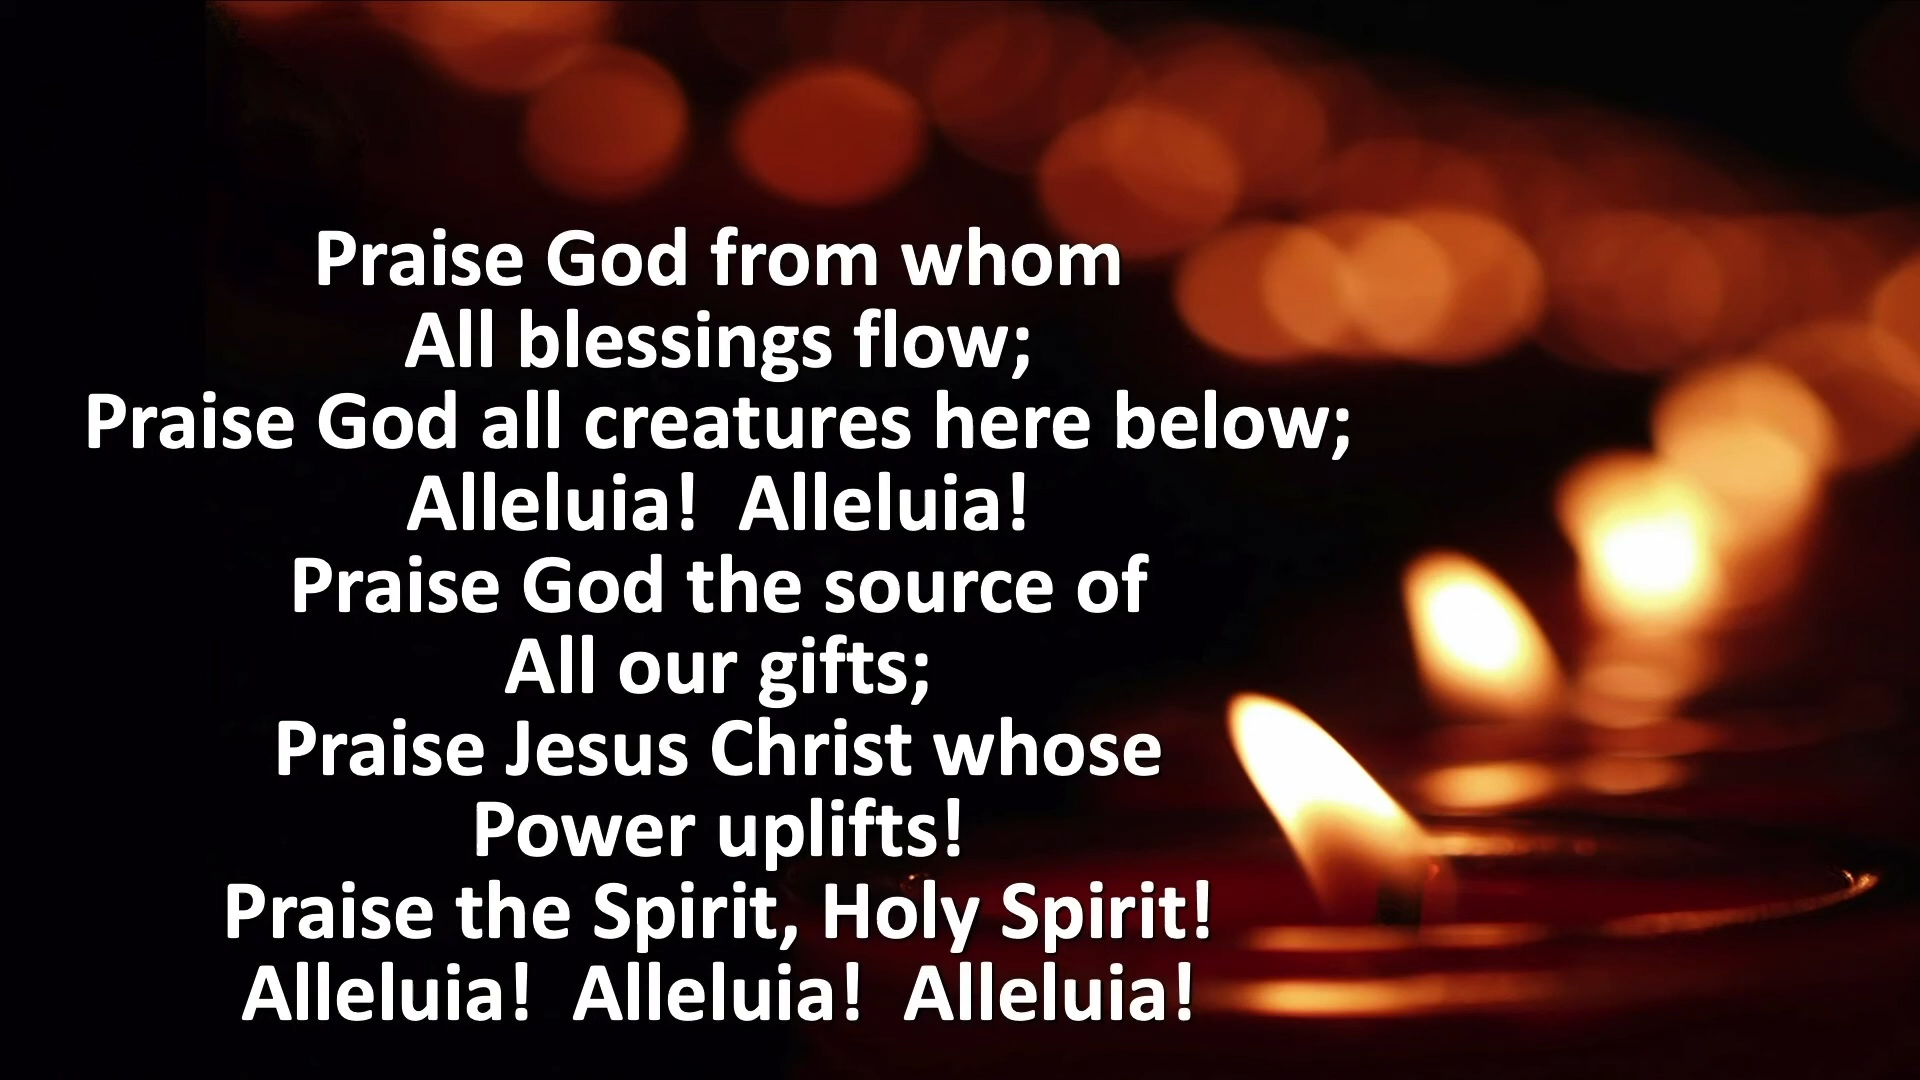 Praise God from whom
All blessings flow;
Praise God all creatures here below;
Alleluia!  Alleluia!
Praise God the source of
All our gifts;
Praise Jesus Christ whose
Power uplifts!
Praise the Spirit, Holy Spirit!
Alleluia!  Alleluia!  Alleluia!